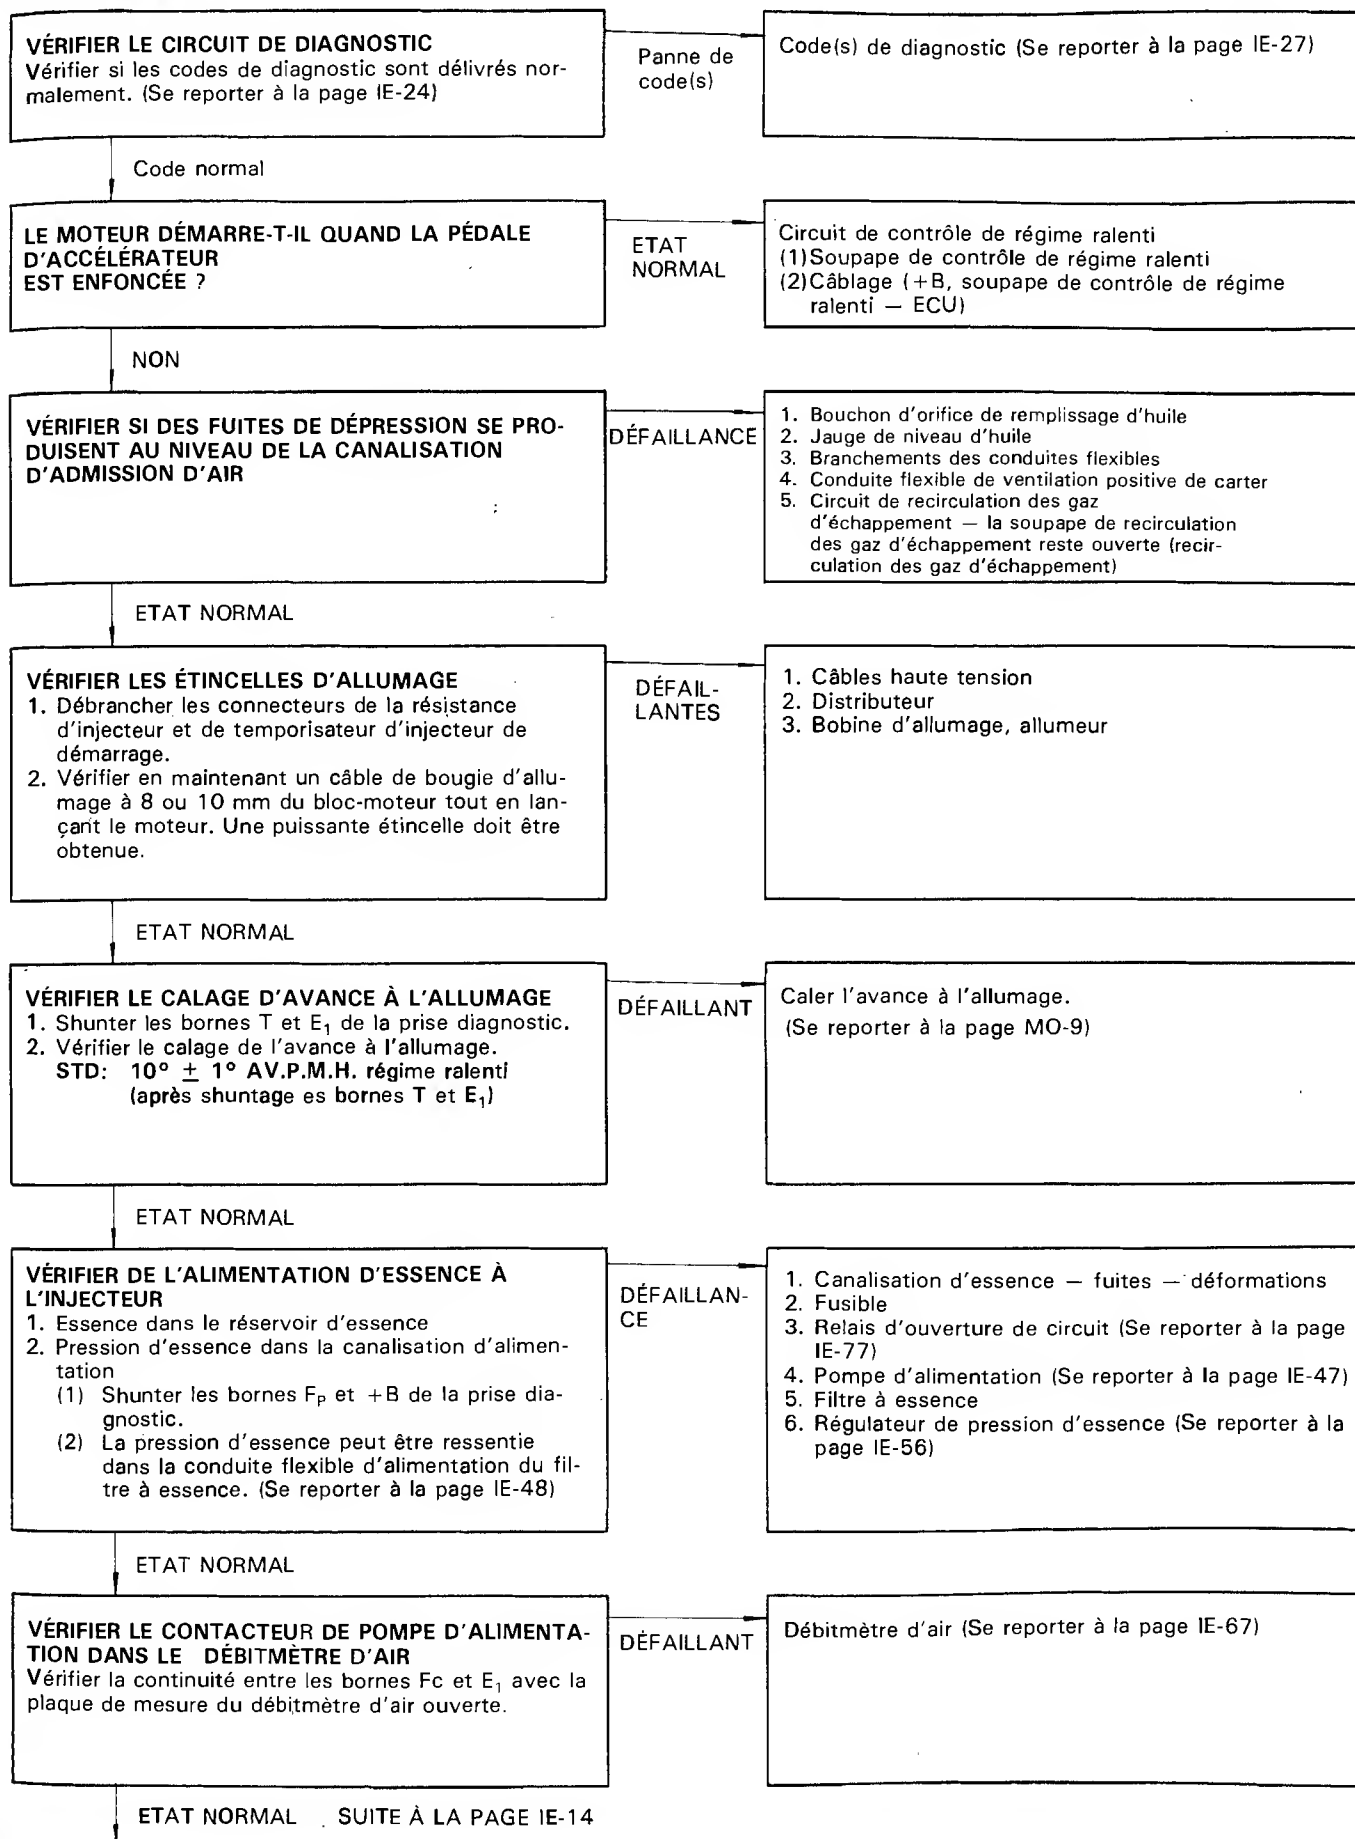 VÉRIFIER LE CIRCUIT DE DIAGNOSTIC
Vérifier si les codes de diagnostic sont délivrés nor-
malement. (Se reporter à la page IE-24)
Panne de
code(s)
Code(s) de diagnostic (Se reporter à la page IE-27)
Code normal
LE MOTEUR DÉMARRE-T-IL QUAND LA PÉDALE
D'ACCÉLÉRATEUR
EST ENFONCÉE ?
ETAT
NORMAL
Circuit de contrôle de régime ralenti
(1)Soupape de contrôle de régime ralenti
(2)Câblage (+B, soupape de contrôle de régime
ralenti — ECU)
NON
VÉRIFIER SI DES FUITES DE DÉPRESSION SE PRO-
DUISENT AU NIVEAU DE LA CANALISATION
D'ADMISSION D'AIR
DÉFAILLANCE
1. Bouchon d'orifice de remplissage d'huile
2. Jauge de niveau d'huile
3. Branchements des conduites flexibles
4. Conduite flexible de ventilation positive de carter
5. Circuit de recirculation des gaz
d'échappement — la soupape de recirculation
des gaz d'échappement reste ouverte (recir-
culation des gaz d'échappement)
ETAT NORMAL
VÉRIFIER LES ÉTINCELLES D'ALLUMAGE
1. Débrancher les connecteurs de la résistance
d'injecteur et de temporisateur d'injecteur de
démarrage.
2. Vérifier en maintenant un câble de bougie d'allu-
mage à 8 ou 10 mm du bloc-moteur tout en lan-
çant le moteur. Une puissante étincelle doit être
obtenue.
DÉFAIL-
LANTES
1. Câbles haute tension
2. Distributeur
3. Bobine d'allumage, allumeur
ETAT NORMAL
VÉRIFIER LE CALAGE D'AVANCE À L'ALLUMAGE
1. Shunter les bornes T et E₁ de la prise diagnostic.
2. Vérifier le calage de l'avance à l'allumage.
STD: 10° ± 1° AV.P.M.H. régime ralenti
(après shuntage es bornes T et E₁)
DÉFAILLANT
Caler l'avance à l'allumage.
(Se reporter à la page MO-9)
ETAT NORMAL
VÉRIFIER DE L'ALIMENTATION D'ESSENCE À
L'INJECTEUR
1. Essence dans le réservoir d'essence
2. Pression d'essence dans la canalisation d'alimen-
tation
(1) Shunter les bornes Fₚ et +B de la prise dia-
gnostic.
(2) La pression d'essence peut être ressentie
dans la conduite flexible d'alimentation du fil-
tre à essence. (Se reporter à la page IE-48)
DÉFAILLAN-
CE
1. Canalisation d'essence — fuites — déformations
2. Fusible
3. Relais d'ouverture de circuit (Se reporter à la page
IE-77)
4. Pompe d'alimentation (Se reporter à la page IE-47)
5. Filtre à essence
6. Régulateur de pression d'essence (Se reporter à la
page IE-56)
ETAT NORMAL
VÉRIFIER LE CONTACTEUR DE POMPE D'ALIMENTA-
TION DANS LE DÉBITMÈTRE D'AIR
Vérifier la continuité entre les bornes Fc et E₁ avec la
plaque de mesure du débitmètre d'air ouverte.
DÉFAILLANT
Débitmètre d'air (Se reporter à la page IE-67)
ETAT NORMAL SUITE À LA PAGE IE-14